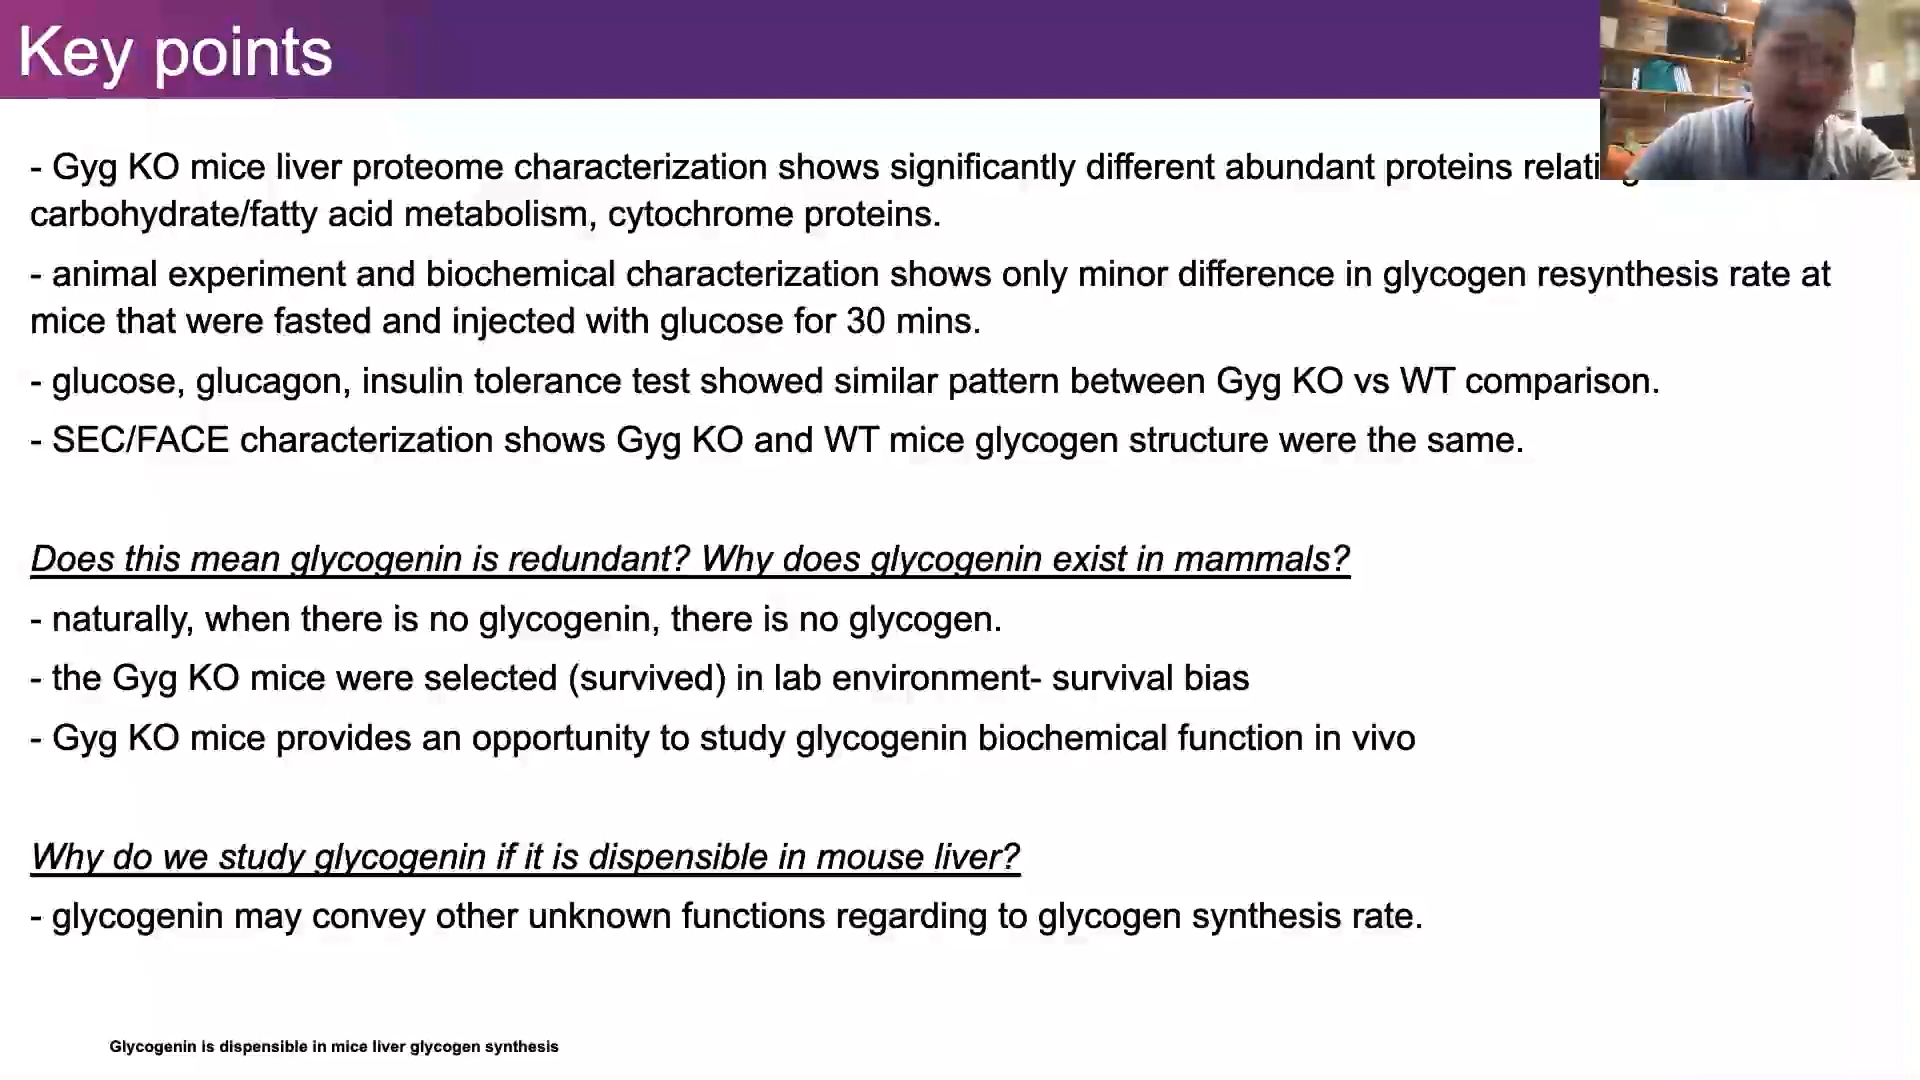 Key points
- Gyg KO mice liver proteome characterization shows significantly different abundant proteins
carbohydrate/fatty acid metabolism, cytochrome proteins.
- animal experiment and biochemical characterization shows only minor difference in glycogen resynthesis rate at
mice that were fasted and injected with glucose for 30 mins.
- glucose, glucagon, insulin tolerance test showed similar pattern between Gyg KO vs WT comparison.
- SEC/FACE characterization shows Gyg KO and WT mice glycogen structure were the same.
Does this mean glycogenin is redundant? Why does glycogenin exist in mammals?
- naturally, when there is no glycogenin, there is no glycogen.
- the Gyg KO mice were selected (survived) in lab environment- survival bias
- Gyg KO mice provides an opportunity to study glycogenin biochemical function in vivo
Why do we study glycogenin if it is dispensible in mouse liver?
- glycogenin may convey other unknown functions regarding to glycogen synthesis rate.
Glycogenin is dispensible in mice liver glycogen synthesis